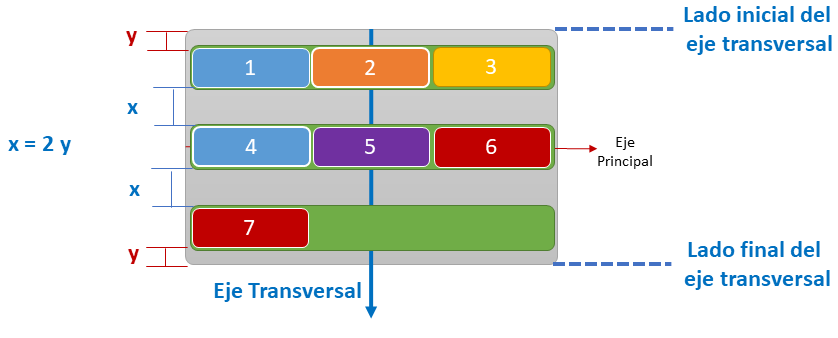 Lado inicial del
eje transversal
y
1
2
3
x
x = 2 y
4
5
6
Eje
Principal
x
7
y
Lado final del
eje transversal
Eje Transversal